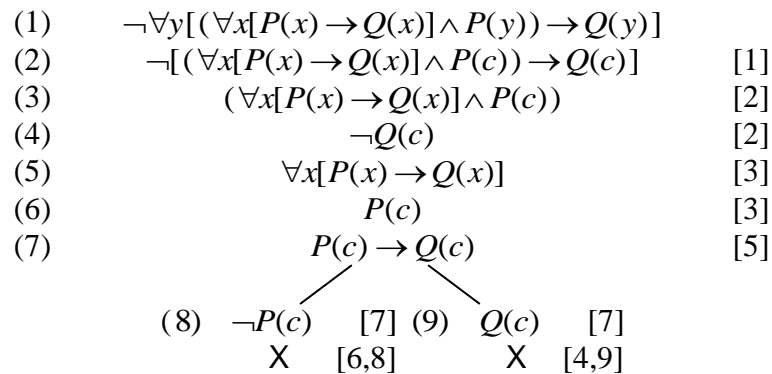 (1) ¬∀y[(∀x[P(x)→Q(x)]∧P(y))→Q(y)]
(2) ¬[(∀x[P(x)→Q(x)]∧P(c))→Q(c)] [1]
(3) (∀x[P(x)→Q(x)]∧P(c)) [2]
(4) ¬Q(c) [2]
(5) ∀x[P(x)→Q(x)] [3]
(6) P(c) [3]
(7) P(c)→Q(c) [5]
(8) ¬P(c) [7] (9) Q(c) [7]
X [6,8] X [4,9]